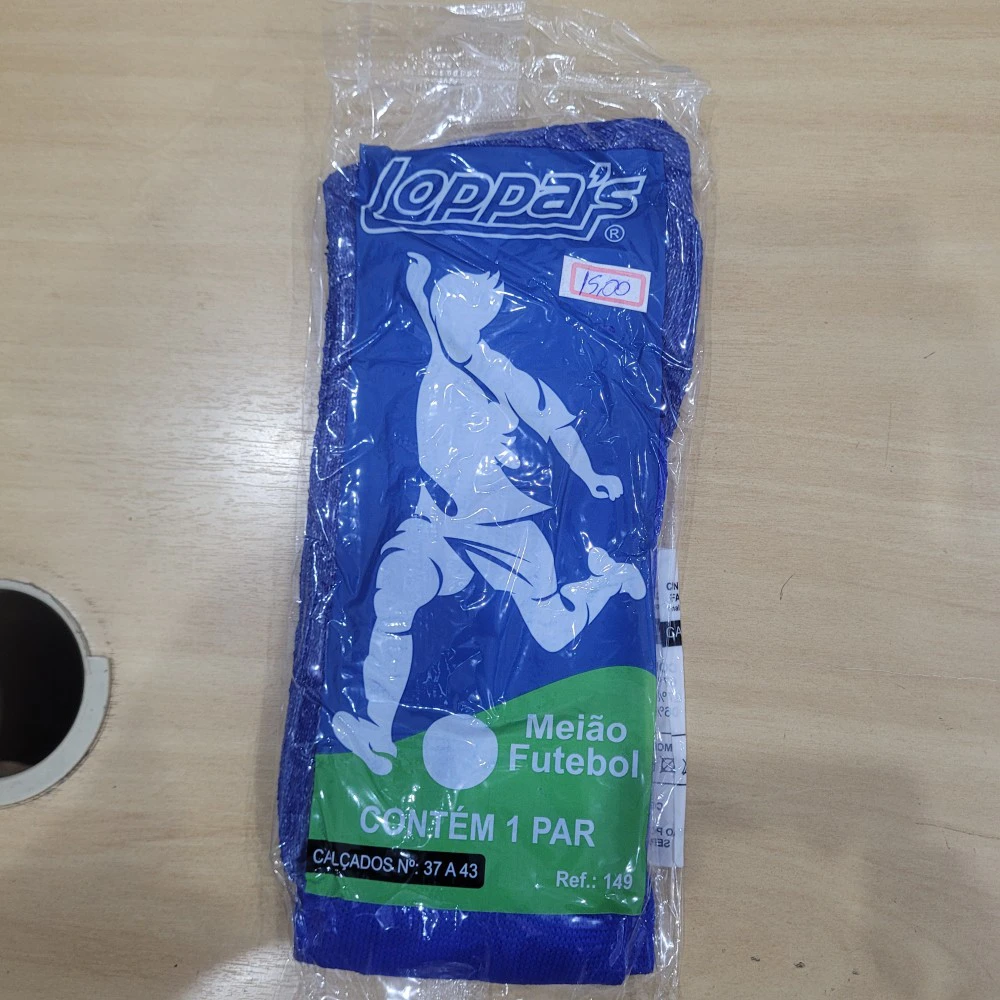 loppa's
®
15,00
Meião
Futebol
CONTÉM 1 PAR
CALÇADOS Nº: 37 A 43
Ref.: 149